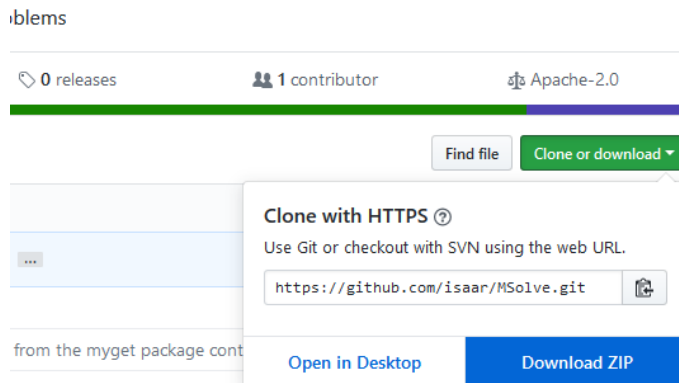 oblems
0 releases 1 contributor Apache-2.0
Find file Clone or download
Clone with HTTPS
Use Git or checkout with SVN using the web URL.
...
https://github.com/isaar/MSolve.git
from the myget package cont
Open in Desktop Download ZIP